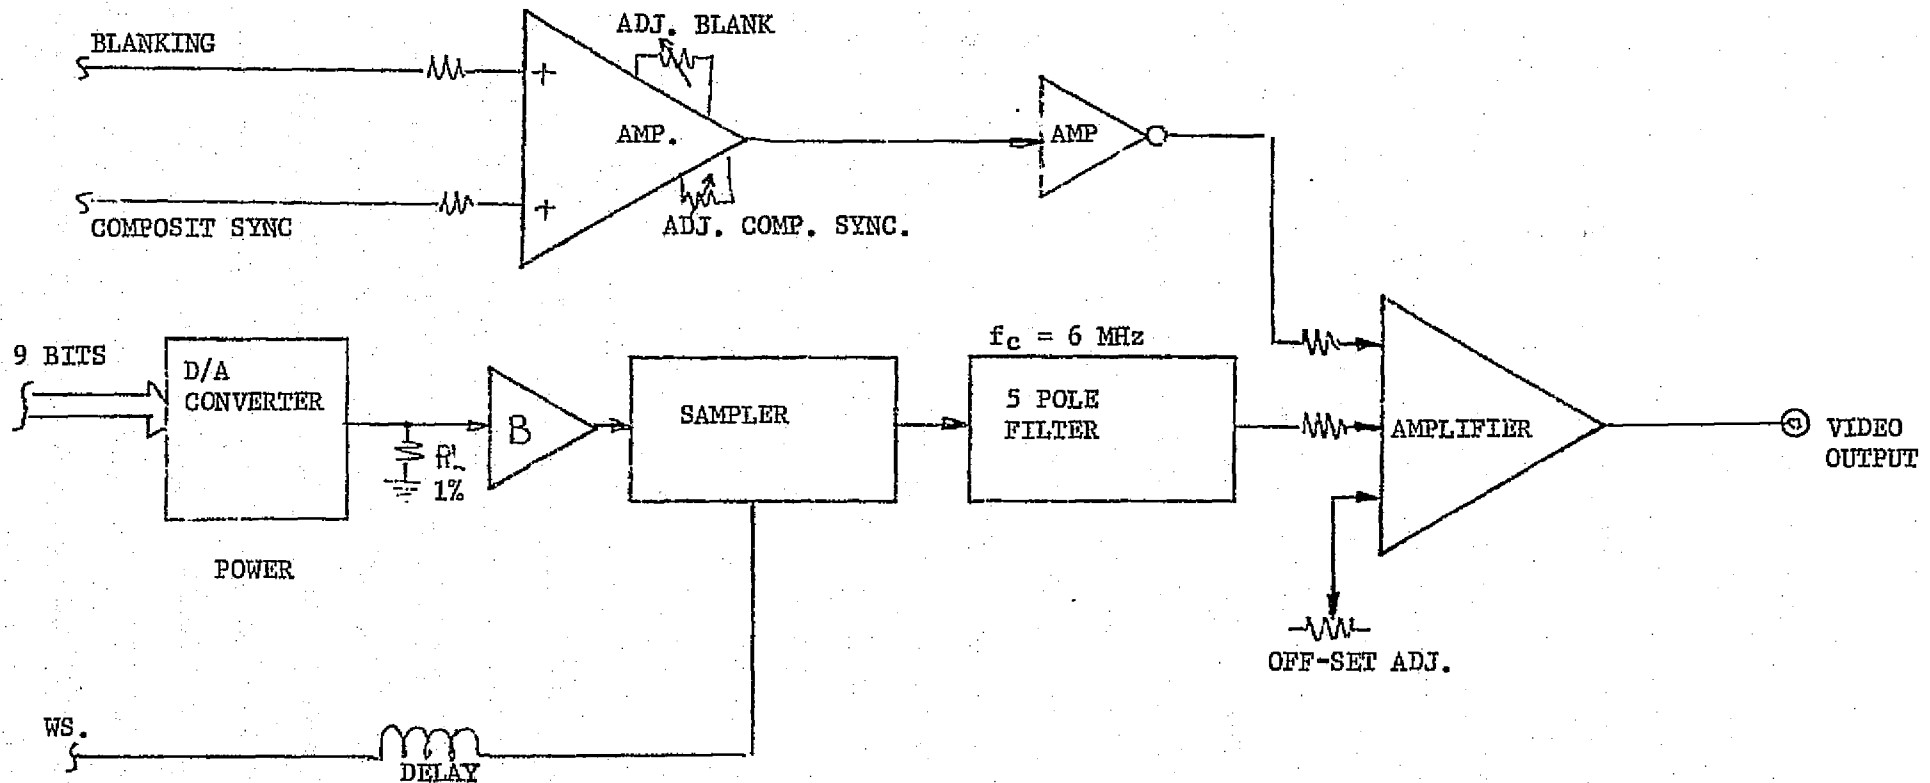 BLANKING
ADJ. BLANK
+
AMP.
AMP
+
COMPOSIT SYNC
ADJ. COMP. SYNC.
9 BITS
D/A
CONVERTER
R
1%
B
SAMPLER
fc = 6 MHz
5 POLE
FILTER
AMPLIFIER
VIDEO
OUTPUT
POWER
OFF-SET ADJ.
WS.
DELAY